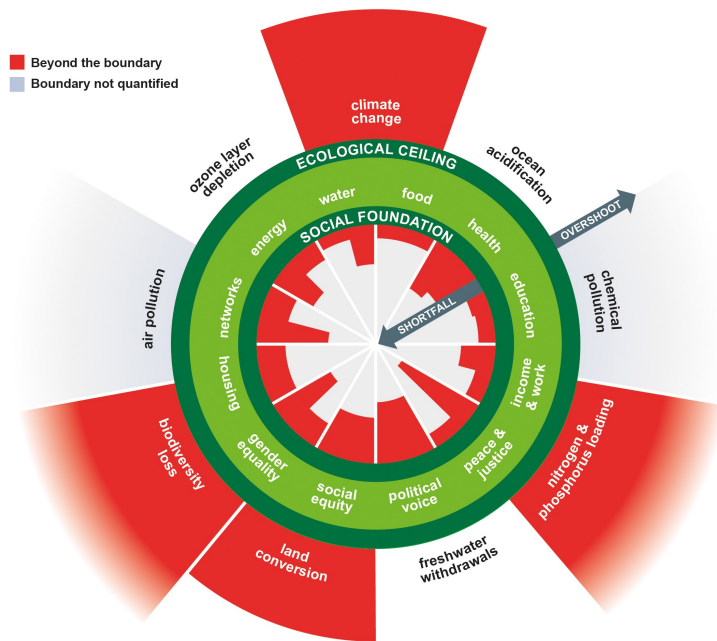 Beyond the boundary
Boundary not quantified
climate
change
ECOLOGICAL CEILING
ozone layer
depletion
ocean
acidification
OVERSHOOT
air pollution
chemical
pollution
biodiversity
loss
nitrogen &
phosphorus loading
land
conversion
freshwater
withdrawals
water
food
energy
health
SOCIAL FOUNDATION
networks
education
SHORTFALL
housing
income
& work
gender
equality
peace &
justice
social
equity
political
voice